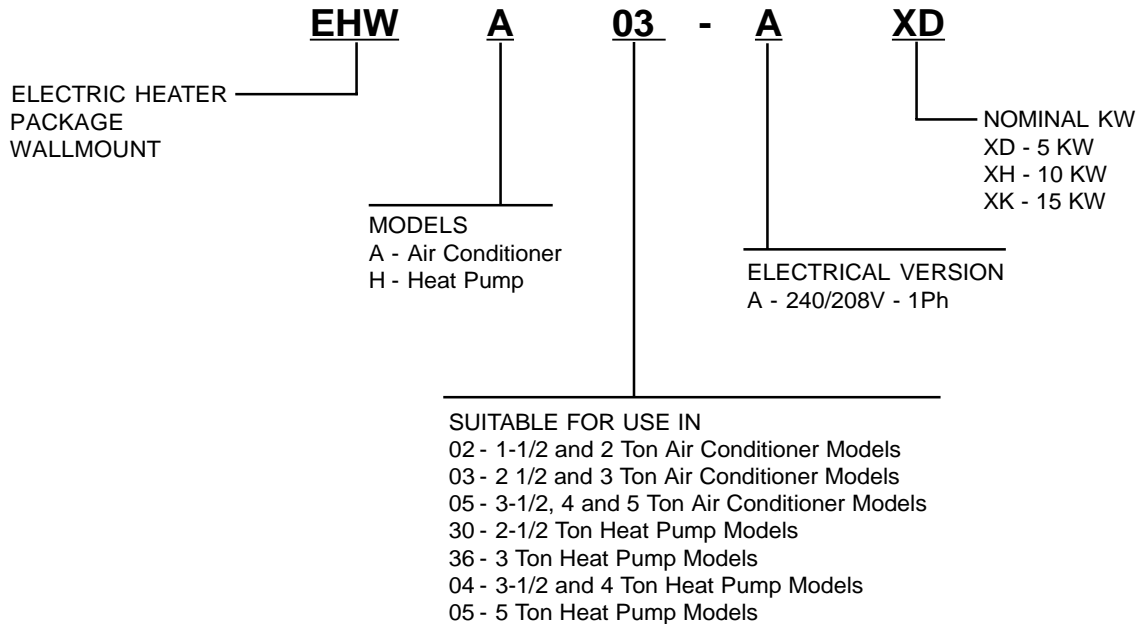 EHW A 03 - A XD
ELECTRIC HEATER
PACKAGE
WALLMOUNT
NOMINAL KW
XD - 5 KW
XH - 10 KW
XK - 15 KW
MODELS
A - Air Conditioner
H - Heat Pump
ELECTRICAL VERSION
A - 240/208V - 1Ph
SUITABLE FOR USE IN
02 - 1-1/2 and 2 Ton Air Conditioner Models
03 - 2 1/2 and 3 Ton Air Conditioner Models
05 - 3-1/2, 4 and 5 Ton Air Conditioner Models
30 - 2-1/2 Ton Heat Pump Models
36 - 3 Ton Heat Pump Models
04 - 3-1/2 and 4 Ton Heat Pump Models
05 - 5 Ton Heat Pump Models